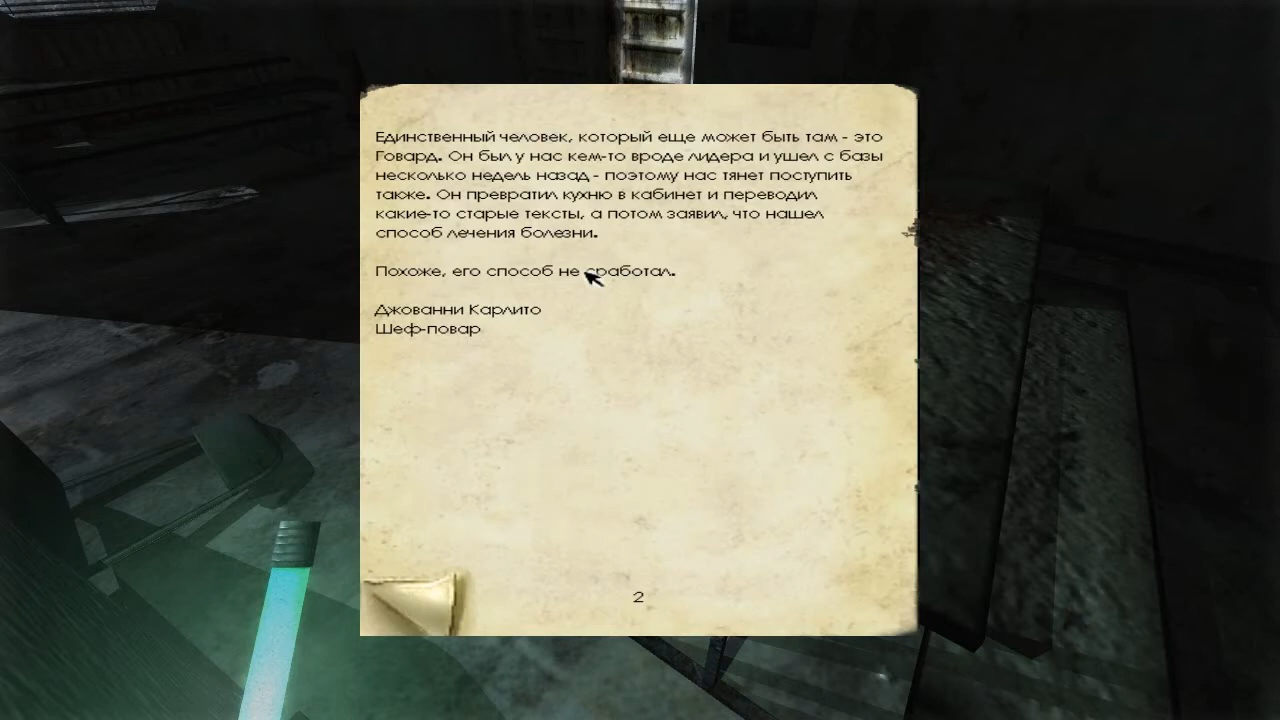 Единственный человек, который еще может быть там - это
Говард. Он был у нас кем-то вроде лидера и ушел с базы
несколько недель назад - поэтому нас тянет поступить
также. Он превратил кухню в кабинет и переводил
какие-то старые тексты, а потом заявил, что нашел
способ лечения болезни.
Похоже, его способ не сработал.
Джованни Карлито
Шеф-повар
2